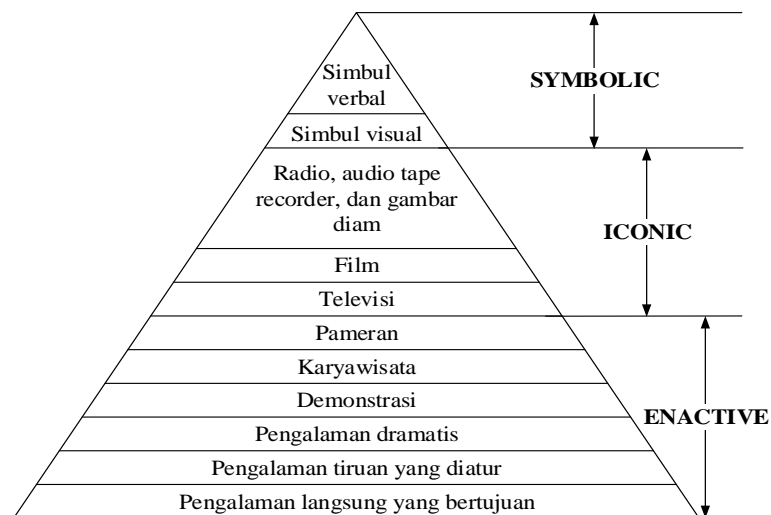 Simbul
verbal
SYMBOLIC
Simbul visual
Radio, audio tape
recorder, dan gambar
diam
ICONIC
Film
Televisi
Pameran
Karyawisata
Demonstrasi
ENACTIVE
Pengalaman dramatis
Pengalaman tiruan yang diatur
Pengalaman langsung yang bertujuan